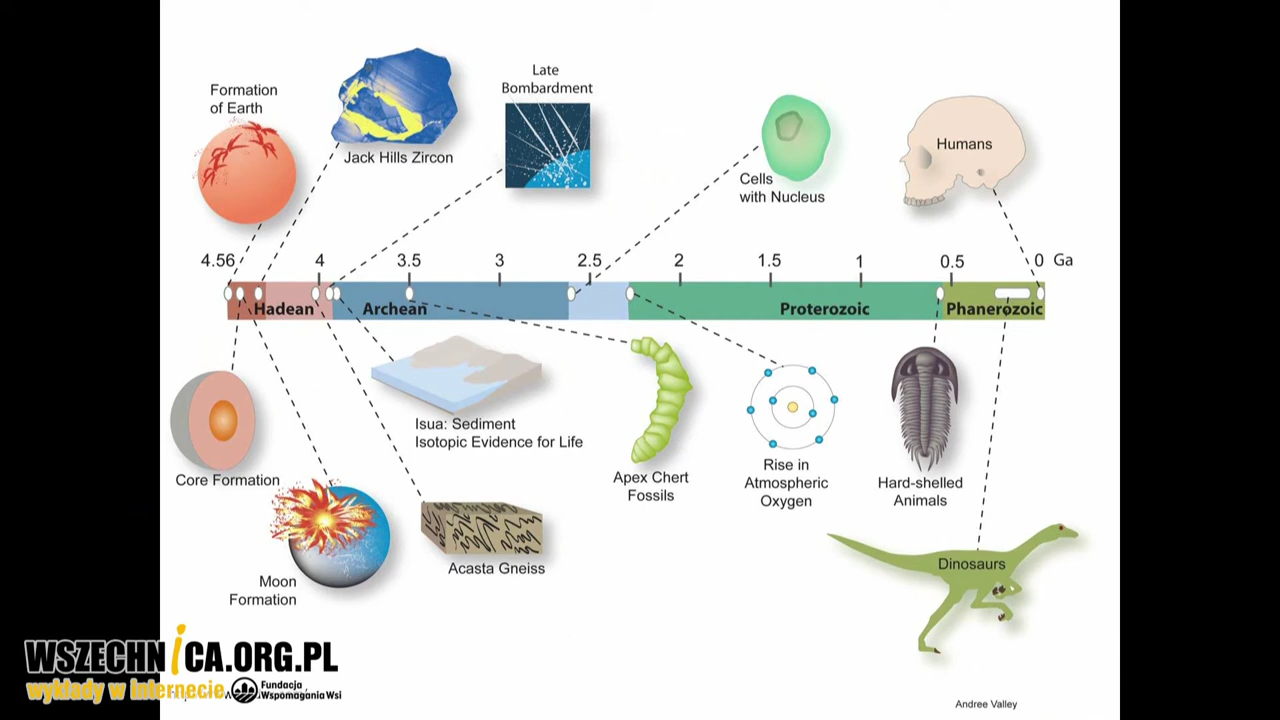 Formation
of Earth
Jack Hills Zircon
Late
Bombardment
Cells
with Nucleus
Humans
4.56 4 3.5 3 2.5 2 1.5 1 0.5 0 Ga
Hadean Archean Proterozoic Phanerozoic
Core Formation
Moon
Formation
Isua: Sediment
Isotopic Evidence for Life
Acasta Gneiss
Apex Chert
Fossils
Rise in
Atmospheric
Oxygen
Hard-shelled
Animals
Dinosaurs
WSZECHNiCA.ORG.PL
wykłady w Internecie
Fundacja
Wspomagania Wsi
Andree Valley